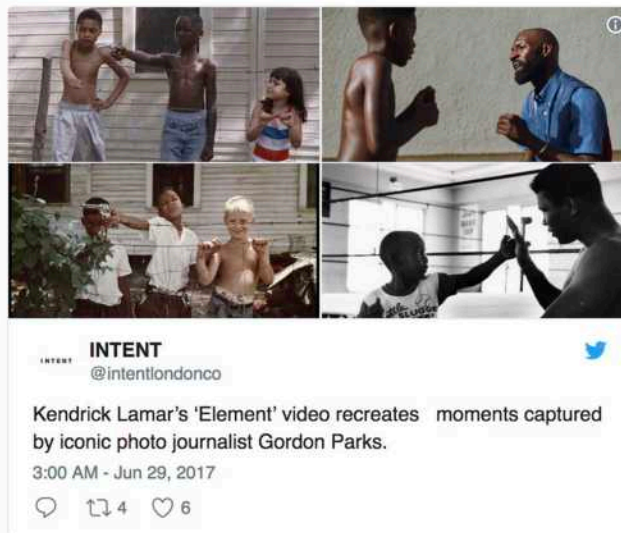 SLUGGE
INTENT
INTENT
@intentlondonco
Kendrick Lamar's 'Element' video recreates moments captured
by iconic photo journalist Gordon Parks.
3:00 AM - Jun 29, 2017
4 6